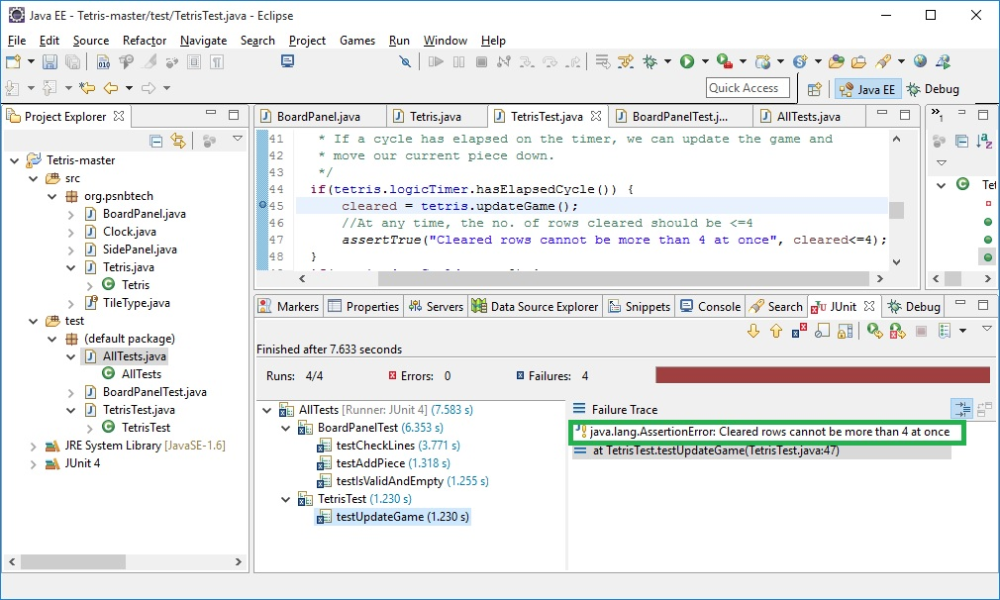 Java EE - Tetris-master/test/TetrisTest.java - Eclipse
File Edit Source Refactor Navigate Search Project Games Run Window Help
Quick Access
Java EE
Debug
Project Explorer
Tetris-master
src
org.psnbtech
BoardPanel.java
Clock.java
SidePanel.java
Tetris.java
Tetris
TileType.java
test
(default package)
AllTests.java
AllTests
BoardPanelTest.java
TetrisTest.java
TetrisTest
JRE System Library [JavaSE-1.6]
JUnit 4
BoardPanel.java Tetris.java TetrisTest.java BoardPanelTest.j... AllTests.java
41 * If a cycle has elapsed on the timer, we can update the game and
42 * move our current piece down.
43 */
44 if(tetris.logicTimer.hasElapsedCycle()) {
45 cleared = tetris.updateGame();
46 //At any time, the no. of rows cleared should be <=4
47 assertTrue("Cleared rows cannot be more than 4 at once", cleared<=4);
48 }
1
Tet
Markers Properties Servers Data Source Explorer Snippets Console Search JUnit Debug
Finished after 7.633 seconds
Runs: 4/4 Errors: 0 Failures: 4
AllTests [Runner: JUnit 4] (7.583 s)
BoardPanelTest (6.353 s)
testCheckLines (3.771 s)
testAddPiece (1.318 s)
testIsValidAndEmpty (1.255 s)
TetrisTest (1.230 s)
testUpdateGame (1.230 s)
Failure Trace
java.lang.AssertionError: Cleared rows cannot be more than 4 at once
at TetrisTest.testUpdateGame(TetrisTest.java:47)